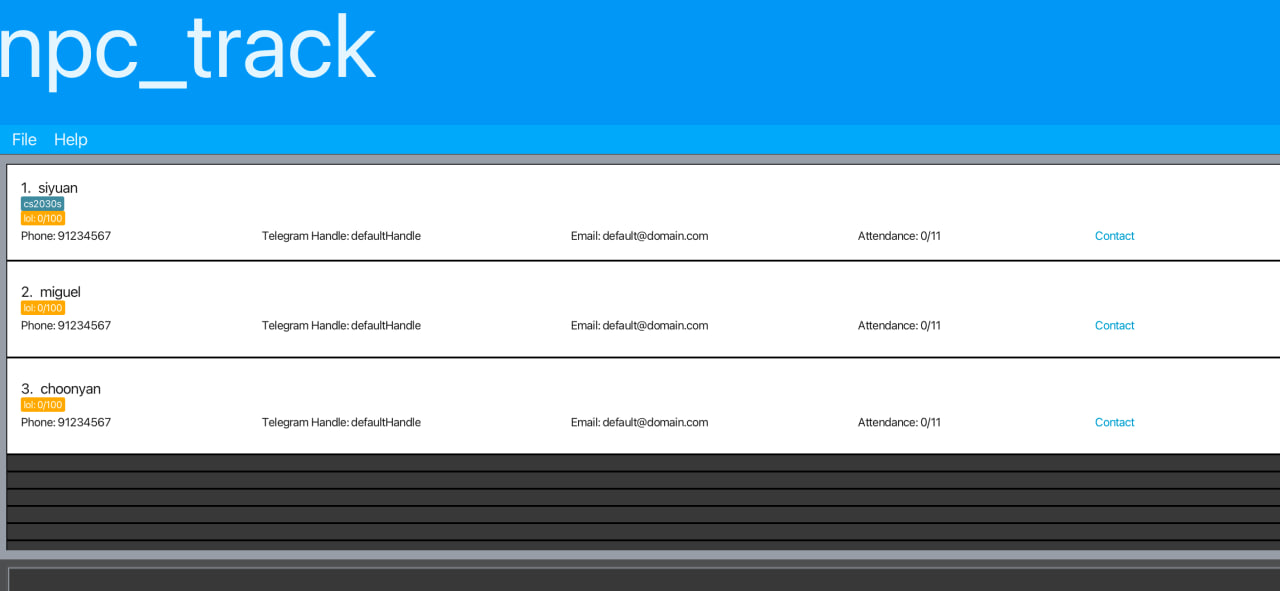 npc_track
File Help
1. siyuan
cs2030s
lol: 0/100
Phone: 91234567 Telegram Handle: defaultHandle Email: default@domain.com Attendance: 0/11 Contact
2. miguel
lol: 0/100
Phone: 91234567 Telegram Handle: defaultHandle Email: default@domain.com Attendance: 0/11 Contact
3. choonyan
lol: 0/100
Phone: 91234567 Telegram Handle: defaultHandle Email: default@domain.com Attendance: 0/11 Contact